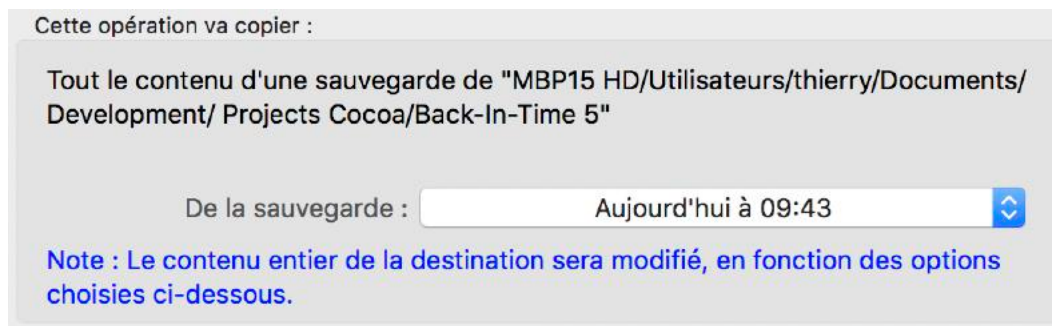 Cette opération va copier :
Tout le contenu d'une sauvegarde de "MBP15 HD/Utilisateurs/thierry/Documents/
Development/ Projects Cocoa/Back-In-Time 5"
De la sauvegarde : Aujourd'hui à 09:43
Note : Le contenu entier de la destination sera modifié, en fonction des options
choisies ci-dessous.